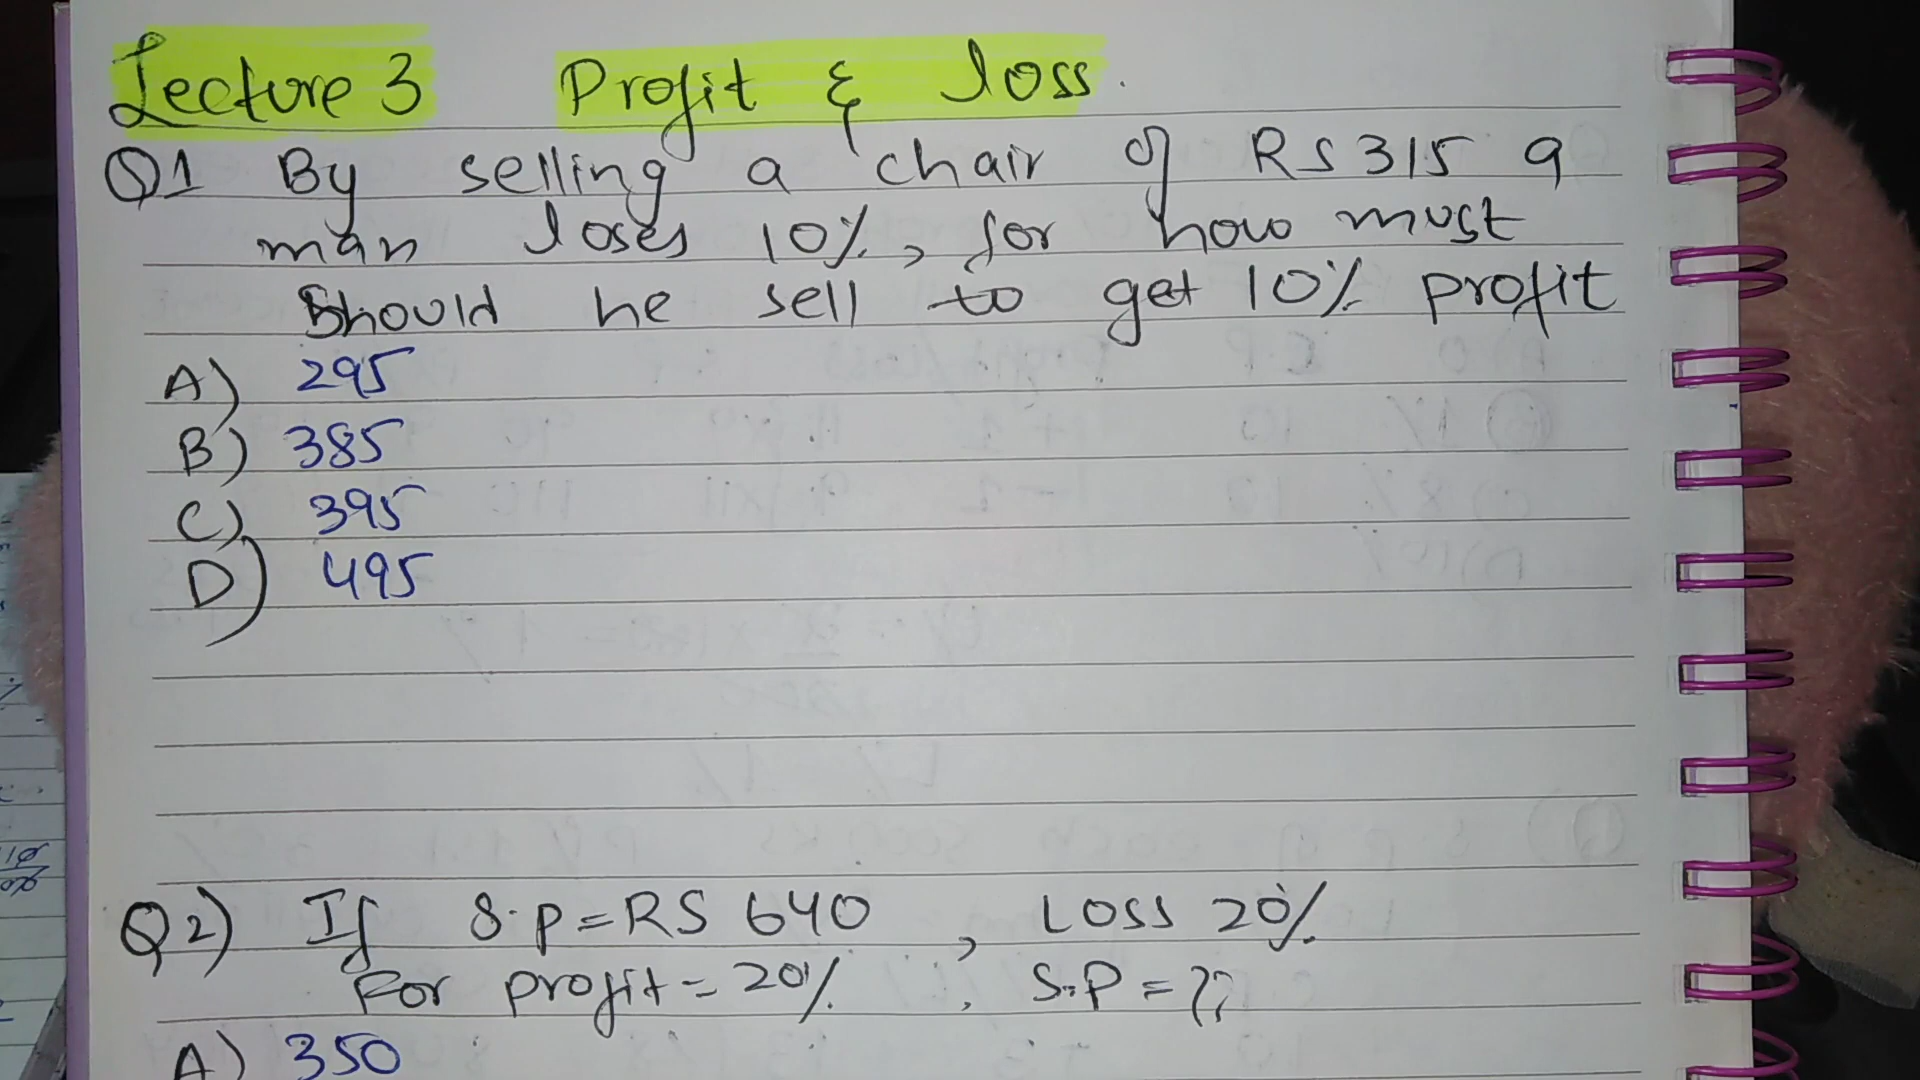 Lecture 3 Profit & loss.
Q1 By selling a chair of RS 315 a
man loses 10%, for how must
Should he sell to get 10% profit
A) 295
B) 385
C) 395
D) 495
Q2) If S.P=RS 640, LOSS 20%.
For profit = 20%, S.P = ??
A) 350